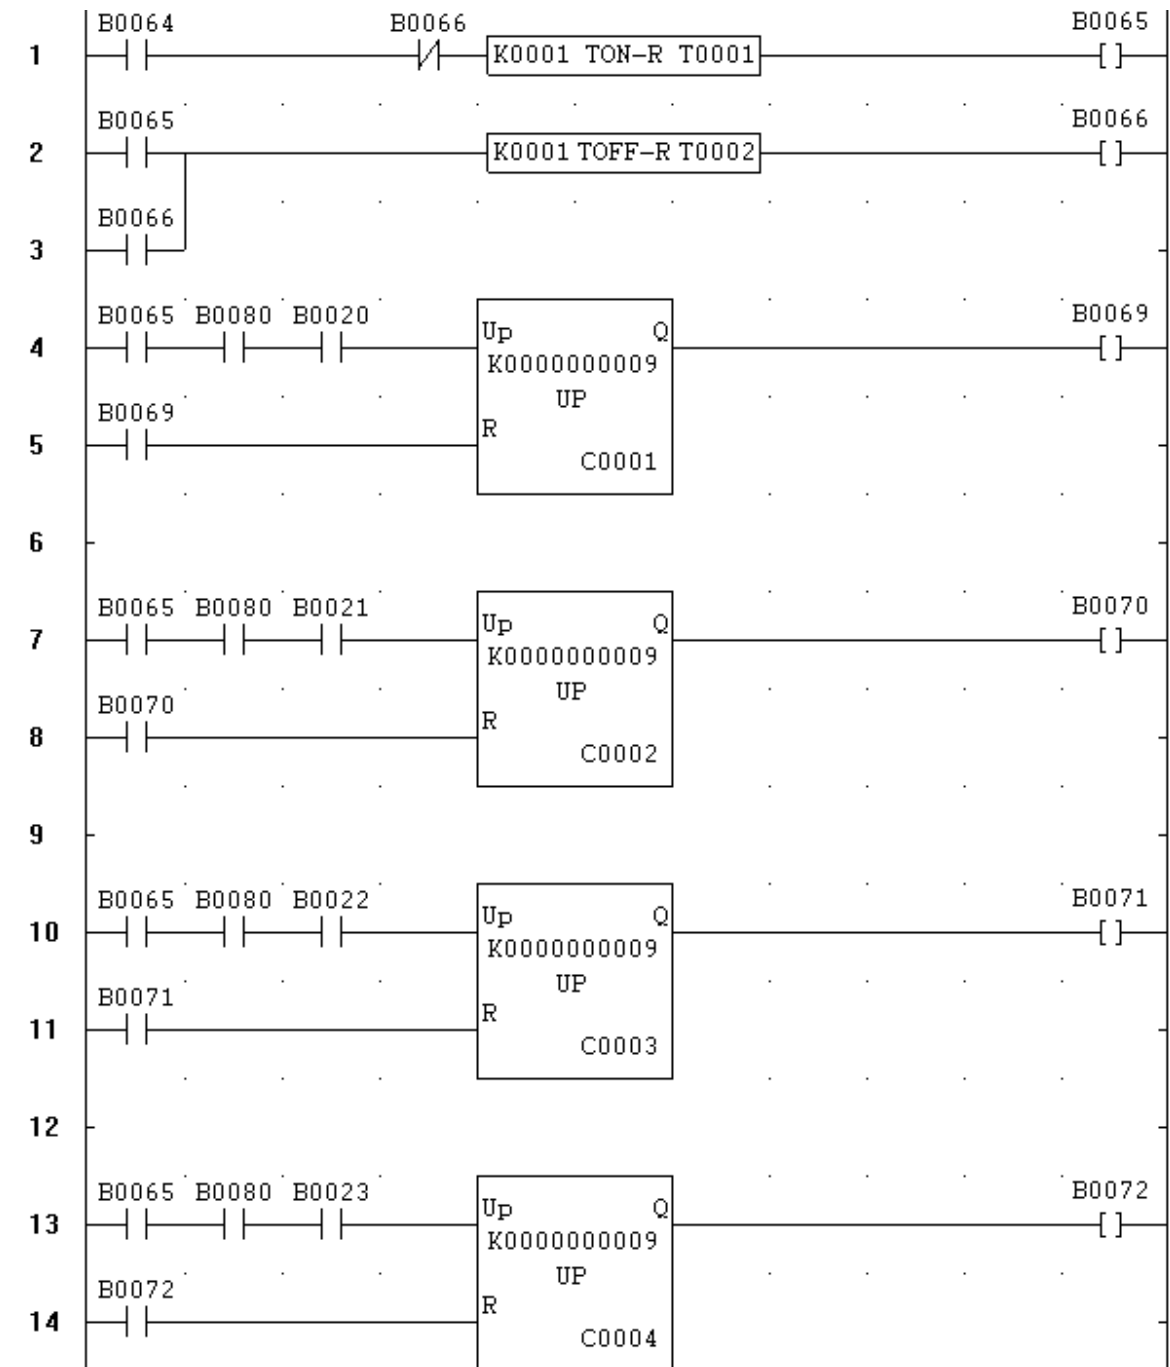 B0064 B0066 B0065
1 K0001 TON-R T0001
B0065 B0066
2 K0001 TOFF-R T0002
B0066
3
B0065 B0080 B0020 B0069
4 Up Q
K0000000009
B0069 UP
5 R
C0001
6
B0065 B0080 B0021 B0070
7 Up Q
K0000000009
B0070 UP
8 R
C0002
9
B0065 B0080 B0022 B0071
10 Up Q
K0000000009
B0071 UP
11 R
C0003
12
B0065 B0080 B0023 B0072
13 Up Q
K0000000009
B0072 UP
14 R
C0004